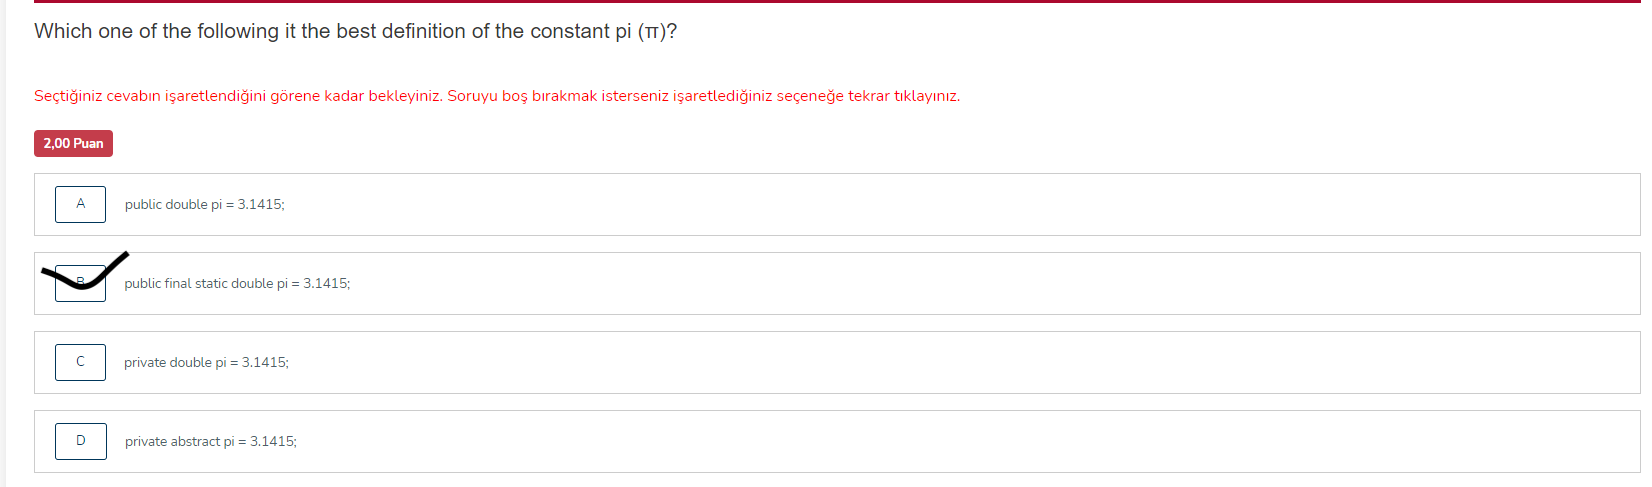 Which one of the following it the best definition of the constant pi (π)?
Seçtiğiniz cevabın işaretlendiğini görene kadar bekleyiniz. Soruyu boş bırakmak isterseniz işaretlediğiniz seçeneğe tekrar tıklayınız.
2,00 Puan
A public double pi = 3.1415;
B public final static double pi = 3.1415;
C private double pi = 3.1415;
D private abstract pi = 3.1415;